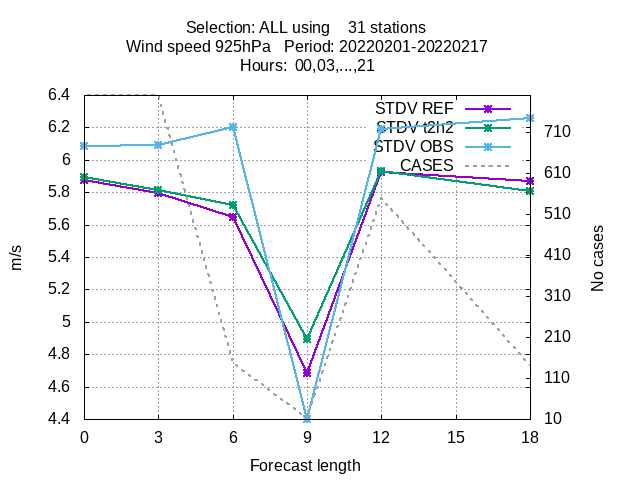 Selection: ALL using    31 stations
Wind speed 925hPa   Period: 20220201-20220217
Hours:  00,03,...,21
STDV REF
STDV t2h2
STDV OBS
CASES
6.4
6.2
6
5.8
5.6
5.4
5.2
5
4.8
4.6
4.4
m/s
710
610
510
410
310
210
110
10
No cases
0 3 6 9 12 15 18
Forecast length